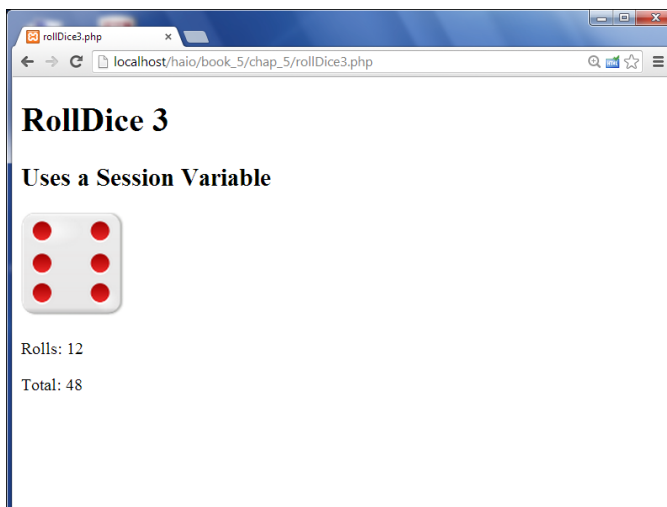 rollDice3.php
localhost/haio/book_5/chap_5/rollDice3.php
RollDice 3
Uses a Session Variable
Rolls: 12
Total: 48